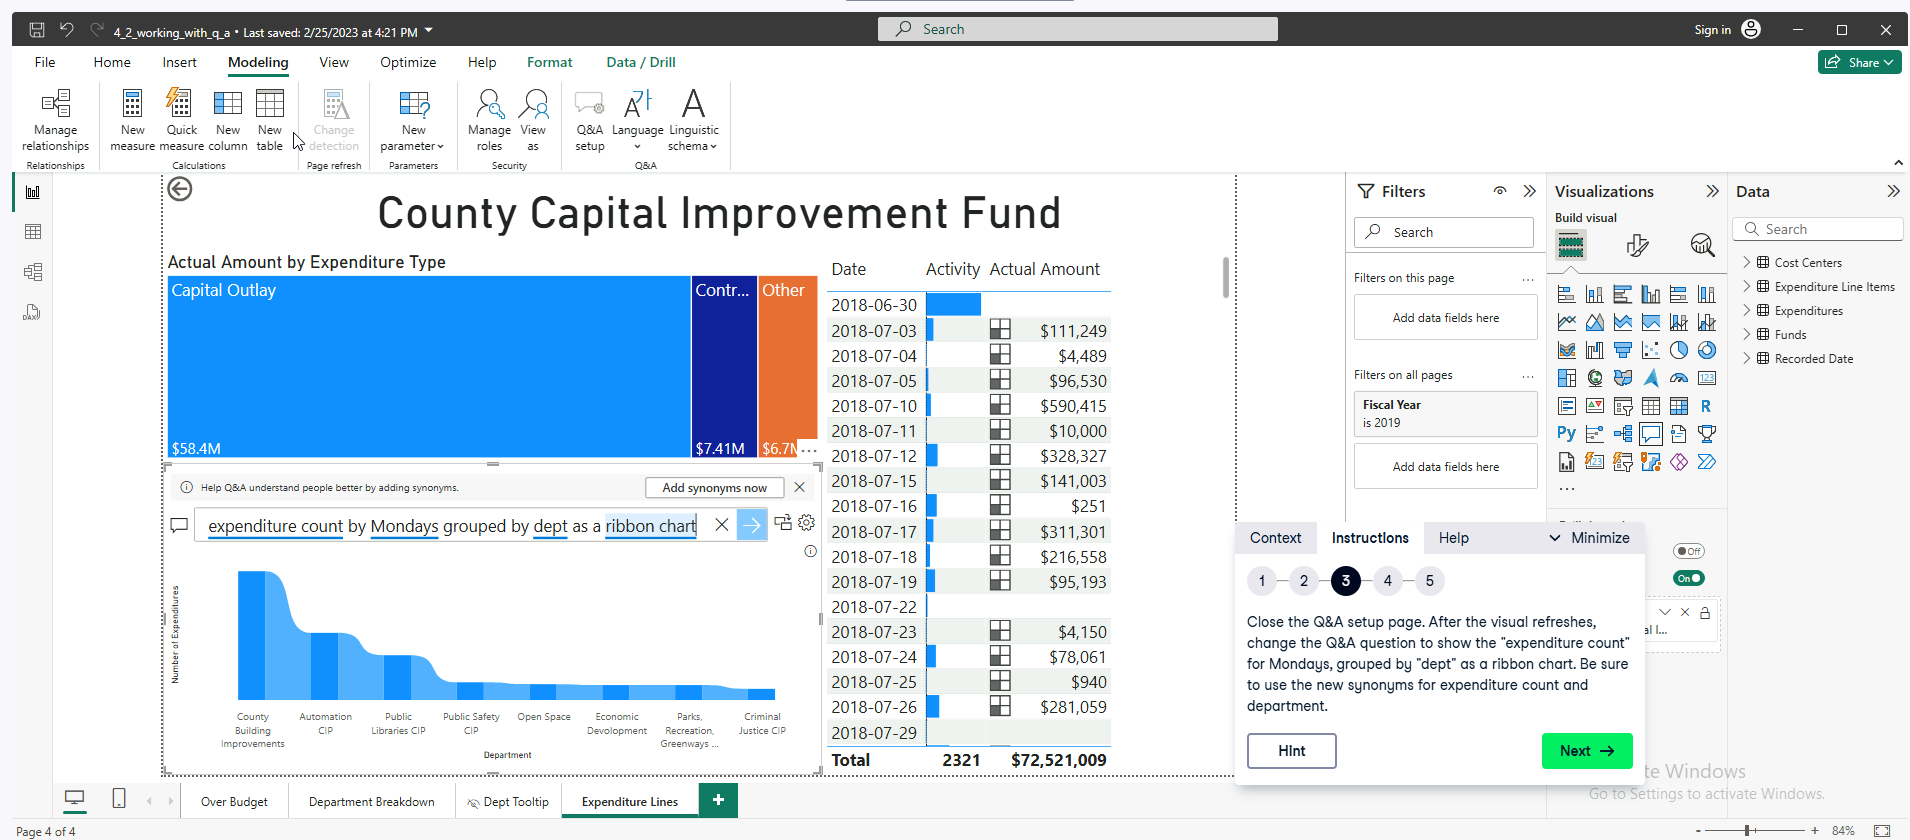 4_2_working_with_q_a • Last saved: 2/25/2023 at 4:21 PM
Search
Sign in
File Home Insert Modeling View Optimize Help Format Data / Drill
Share
Manage relationships
New measure
Quick measure
New column
New table
Change detection
New parameter
Manage roles
View as
Q&A setup
Language
Linguistic schema
Relationships
Calculations
Page refresh
Parameters
Security
Q&A
County Capital Improvement Fund
Actual Amount by Expenditure Type
Capital Outlay
Contr...
Other
$58.4M
$7.41M
Help Q&A understand people better by adding synonyms.
Add synonyms now
expenditure count by Mondays grouped by dept as a ribbon chart
Number of Expenditures
County Building Improvements
Automation CIP
Public Libraries CIP
Public Safety CIP
Open Space
Economic Devolopment
Parks, Recreation, Greenways ...
Criminal Justice CIP
Department
Date Activity Actual Amount
2018-06-30
2018-07-03 $111,249
2018-07-04 $4,489
2018-07-05 $96,530
2018-07-10 $590,415
2018-07-11 $10,000
2018-07-12 $328,327
2018-07-15 $141,003
2018-07-16 $251
2018-07-17 $311,301
2018-07-18 $216,558
2018-07-19 $95,193
2018-07-22
2018-07-23 $4,150
2018-07-24 $78,061
2018-07-25 $940
2018-07-26 $281,059
2018-07-29
Total 2321 $72,521,009
Filters
Search
Filters on this page ...
Add data fields here
Filters on all pages ...
Fiscal Year
is 2019
Add data fields here
Visualizations
Build visual
123
R
Py
...
Off
On
Data
Search
Cost Centers
Expenditure Line Items
Expenditures
Funds
Recorded Date
Context Instructions Help Minimize
1 2 3 4 5
Close the Q&A setup page. After the visual refreshes,
change the Q&A question to show the "expenditure count"
for Mondays, grouped by "dept" as a ribbon chart. Be sure
to use the new synonyms for expenditure count and
department.
Hint
Next
Go to Settings to activate Windows.
Over Budget
Department Breakdown
Dept Tooltip
Expenditure Lines
+
Page 4 of 4
- + 84%